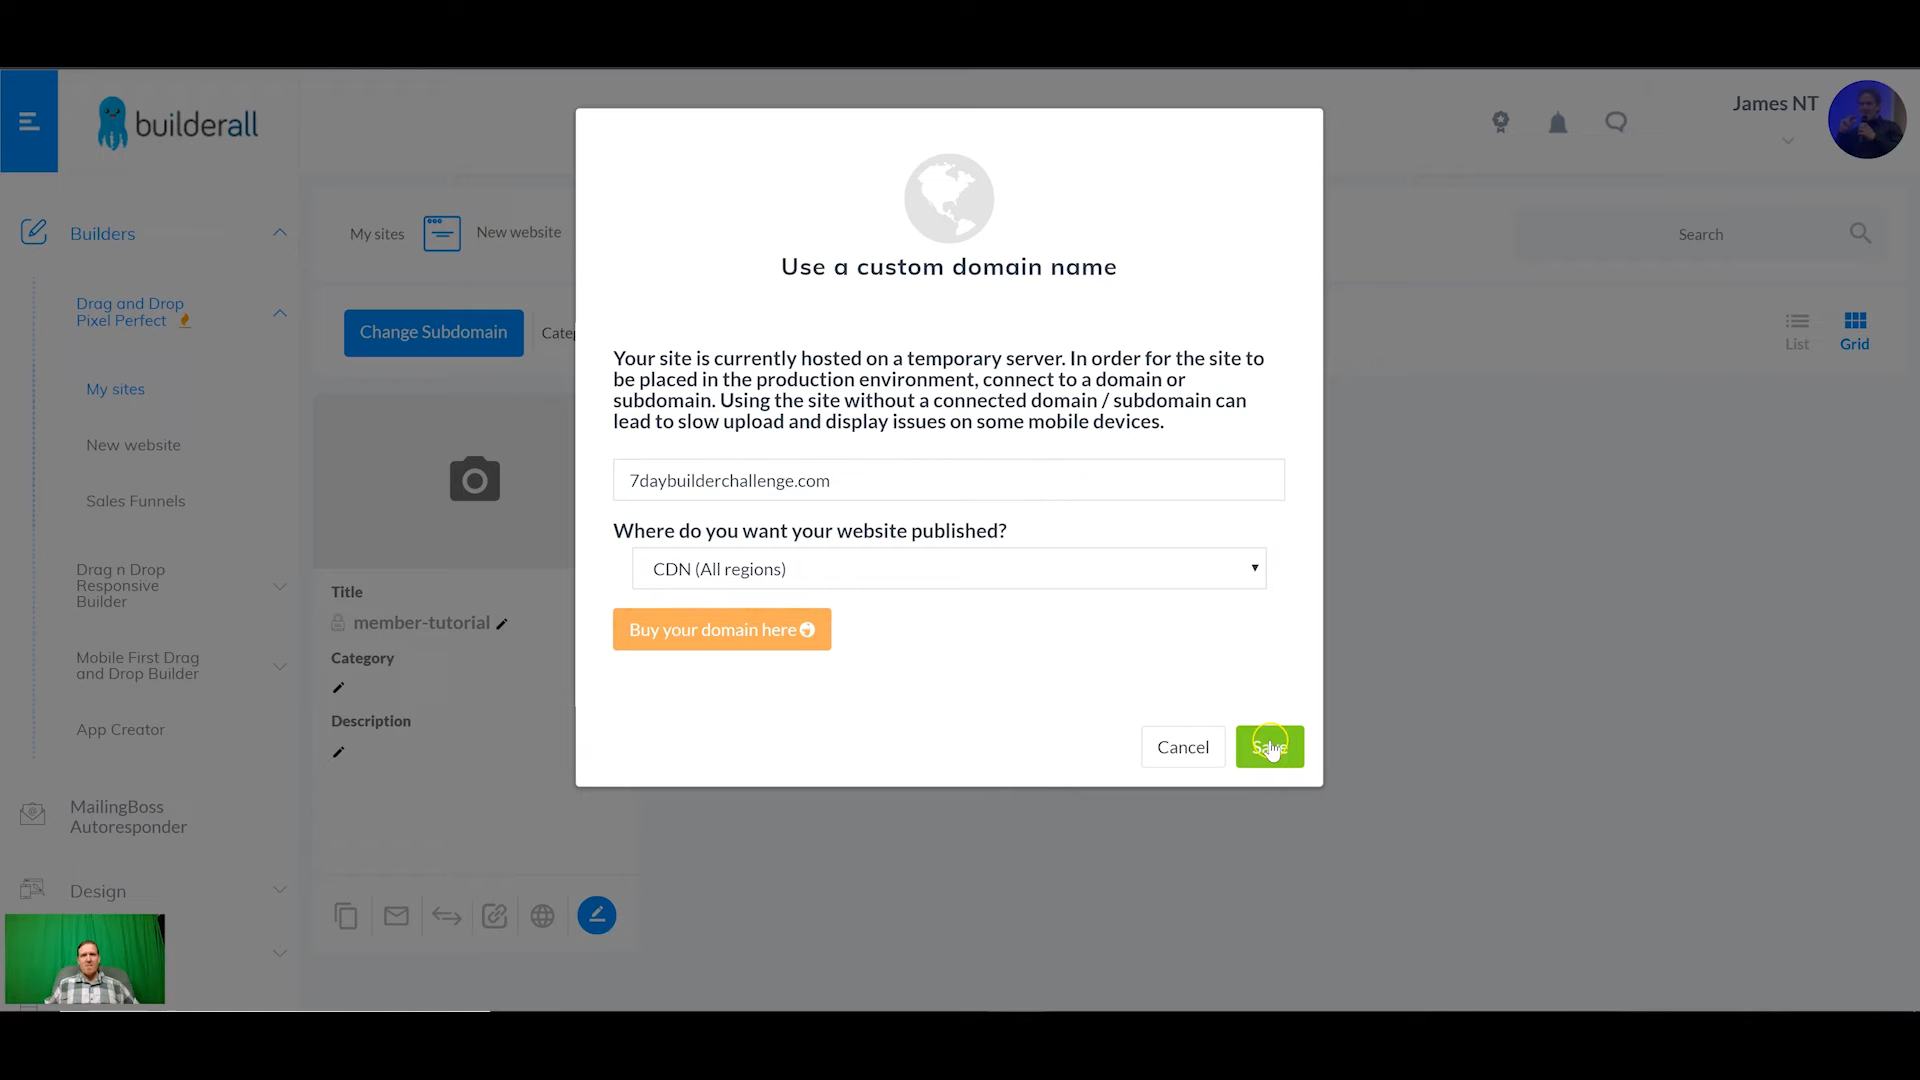 builderall
James NT
Builders
My sites
New website
Search
Drag and Drop
Pixel Perfect
Change Subdomain
List
Grid
My sites
New website
Sales Funnels
Drag n Drop
Responsive
Builder
Mobile First Drag
and Drop Builder
App Creator
MailingBoss
Autoresponder
Design
Title
member-tutorial
Category
Description
Use a custom domain name
Your site is currently hosted on a temporary server. In order for the site to
be placed in the production environment, connect to a domain or
subdomain. Using the site without a connected domain / subdomain can
lead to slow upload and display issues on some mobile devices.
7daybuilderchallenge.com
Where do you want your website published?
CDN (All regions)
Buy your domain here
Cancel
Save